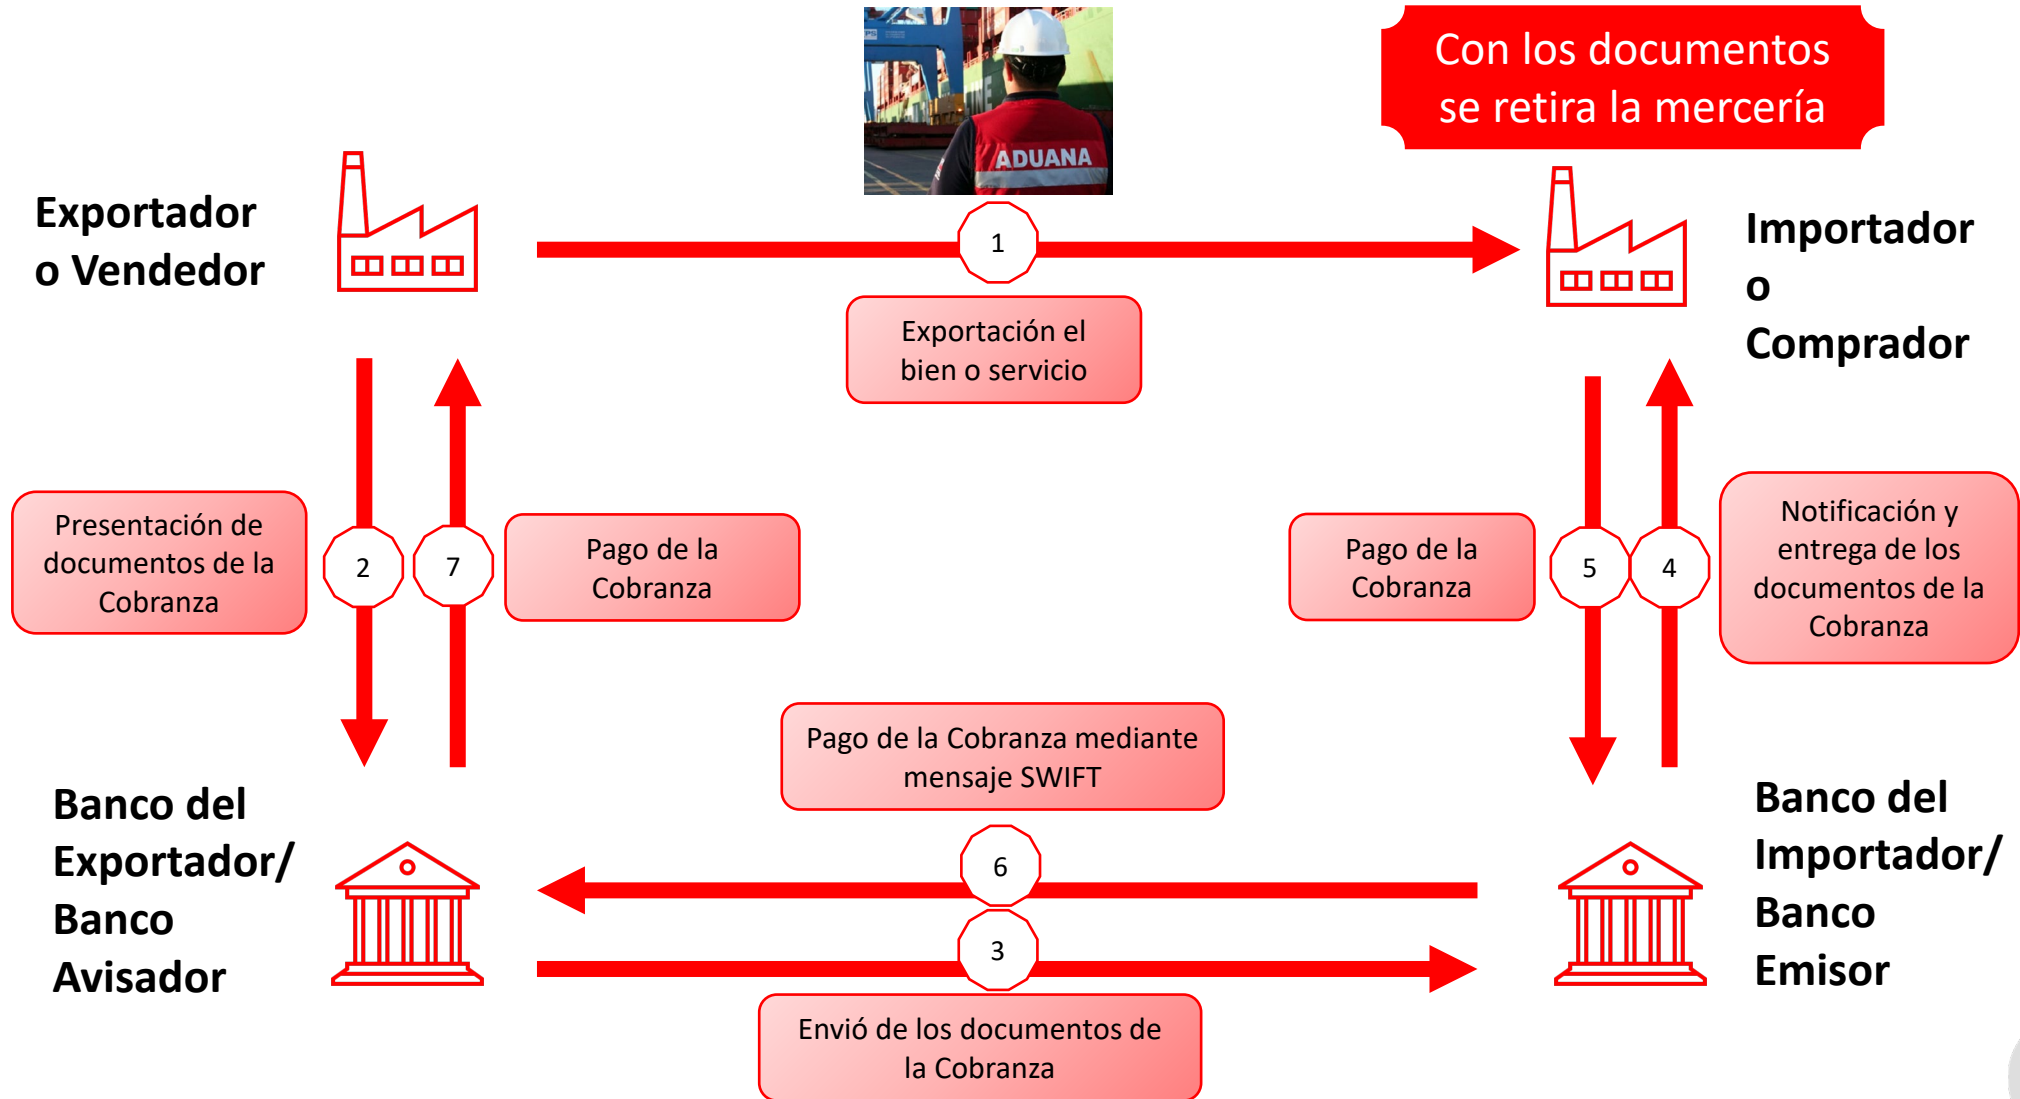 Con los documentos
se retira la mercería
ADUANA
Exportador
o Vendedor
1
Importador
o
Comprador
Exportación el
bien o servicio
Presentación de
documentos de la
Cobranza
2
7
Pago de la
Cobranza
Pago de la
Cobranza
5
4
Notificación y
entrega de los
documentos de la
Cobranza
Pago de la Cobranza mediante
mensaje SWIFT
Banco del
Exportador/
Banco
Avisador
6
3
Banco del
Importador/
Banco
Emisor
Envió de los documentos de
la Cobranza